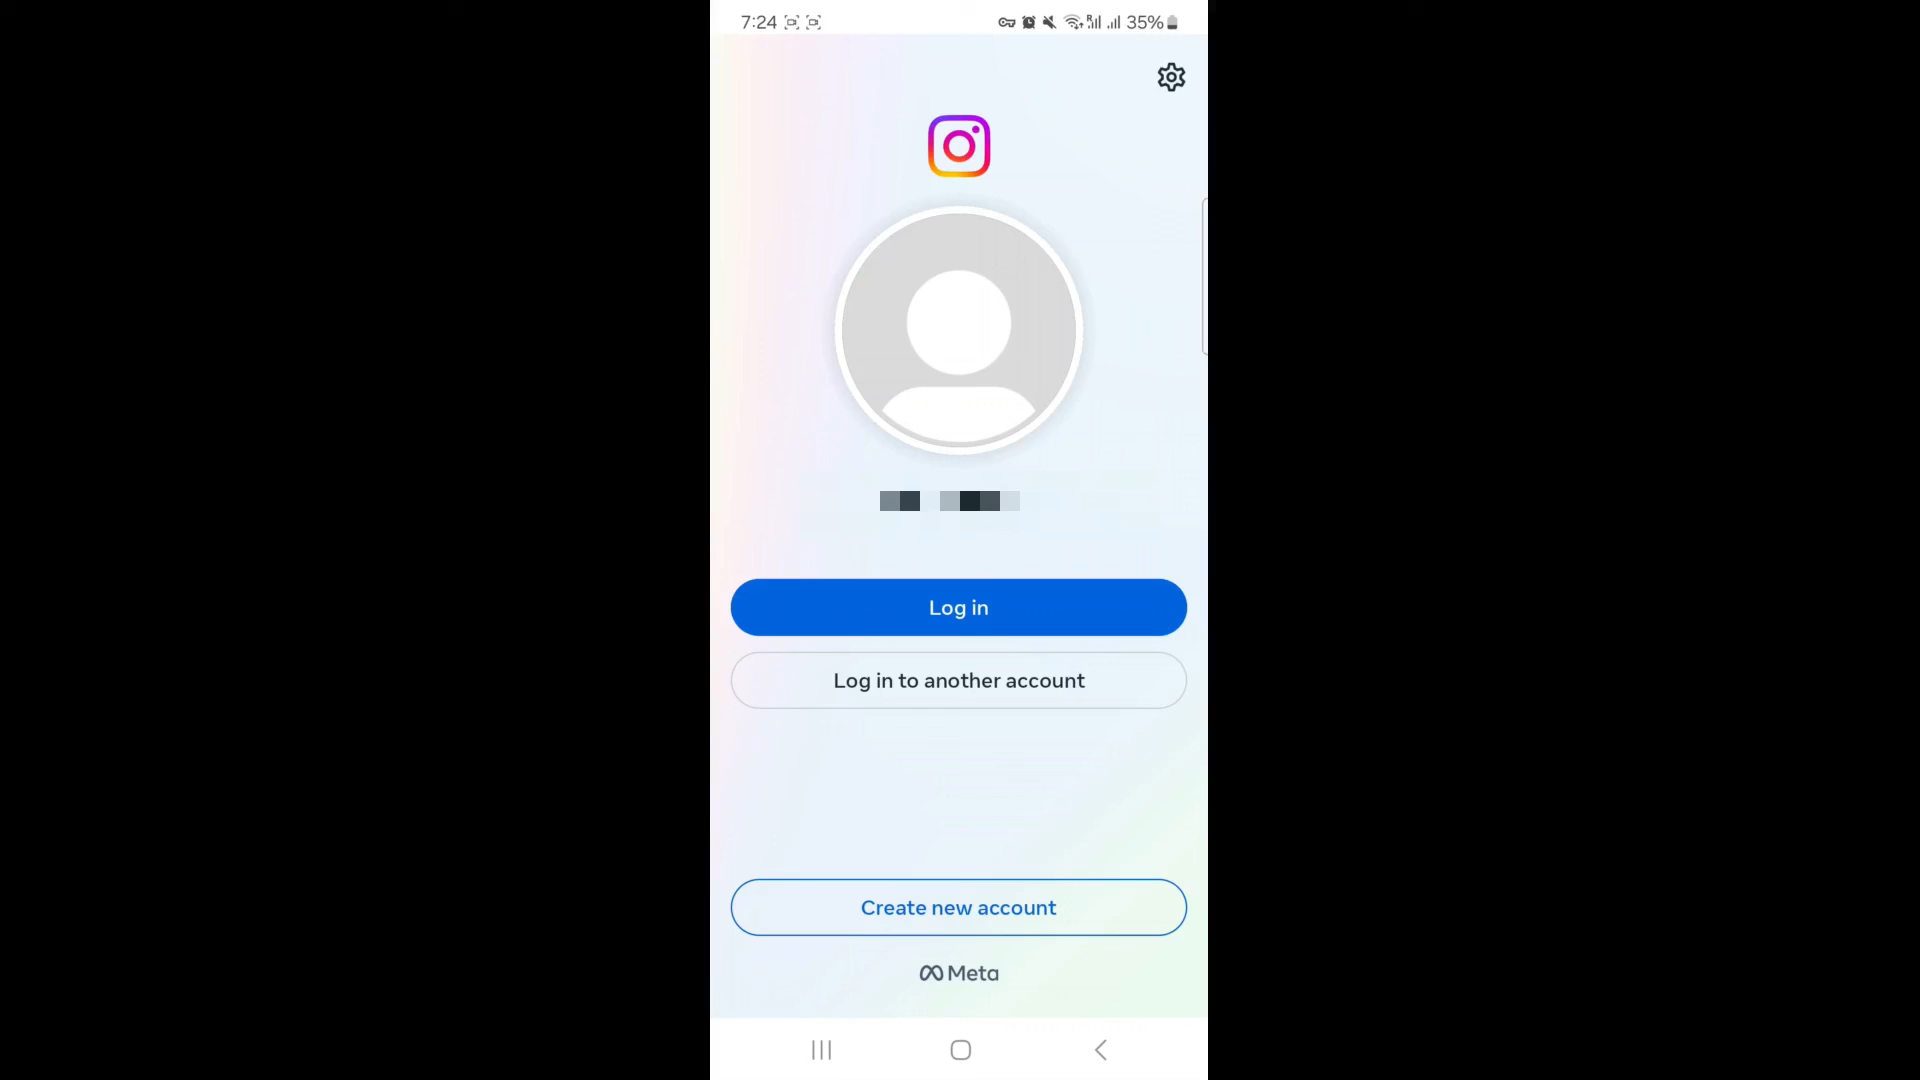 7:24 35%
Log in
Log in to another account
Create new account
Meta